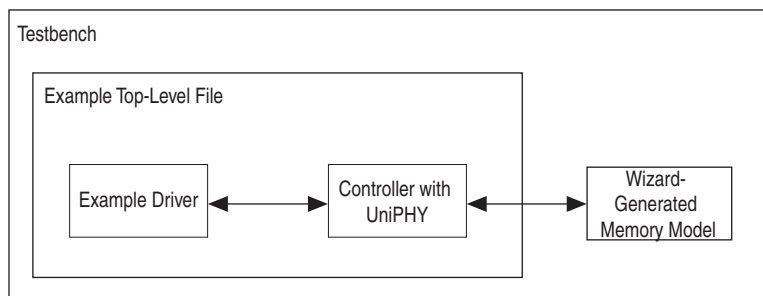 Testbench
Example Top-Level File
Example Driver
Controller with
UniPHY
Wizard-
Generated
Memory Model